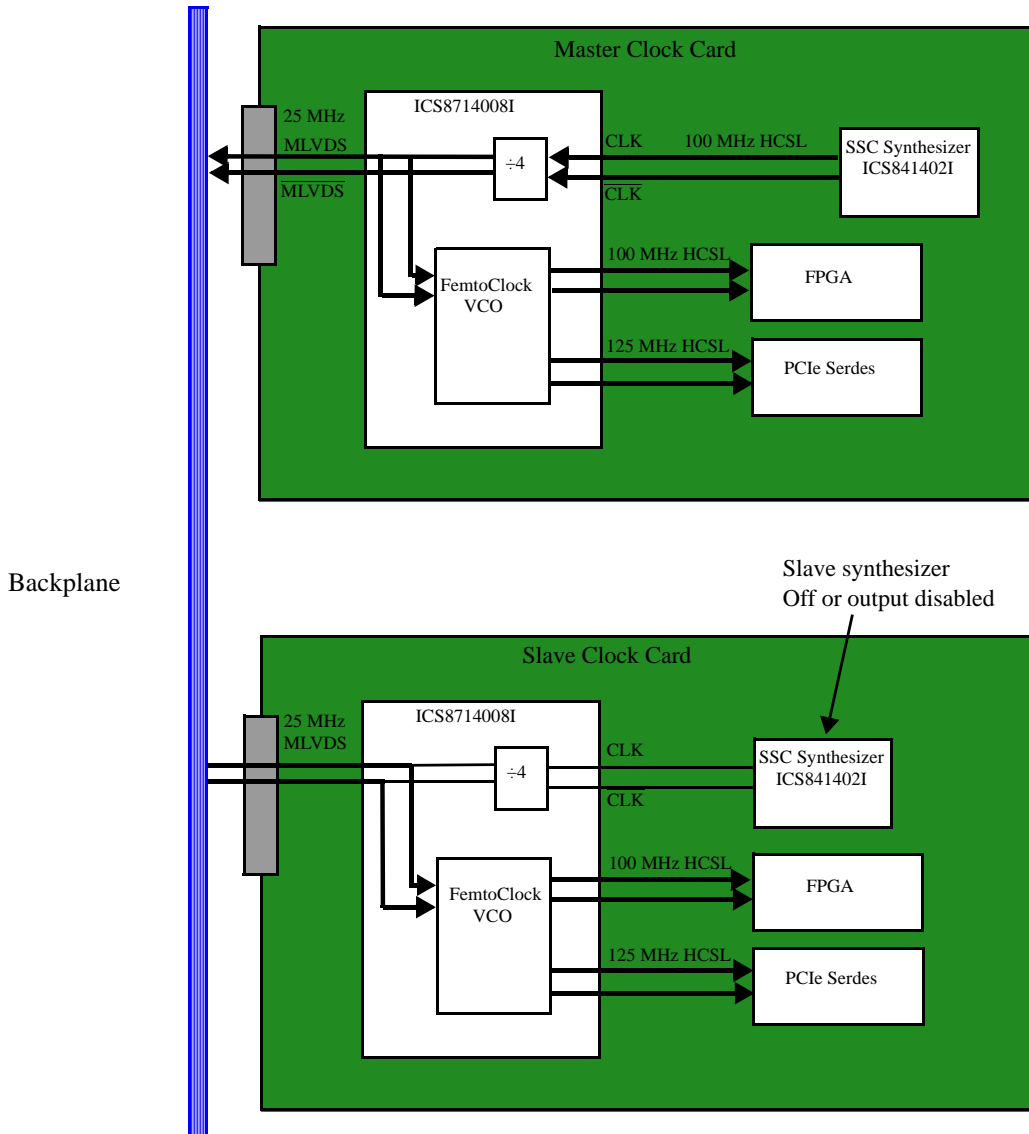 Master Clock Card
ICS8714008I
25 MHz
MLVDS
MLVDS
÷4
CLK
100 MHz HCSL
CLK
SSC Synthesizer
ICS841402I
FemtoClock
VCO
100 MHz HCSL
FPGA
125 MHz HCSL
PCIe Serdes
Backplane
Slave synthesizer
Off or output disabled
Slave Clock Card
ICS8714008I
25 MHz
MLVDS
÷4
CLK
CLK
SSC Synthesizer
ICS841402I
FemtoClock
VCO
100 MHz HCSL
FPGA
125 MHz HCSL
PCIe Serdes